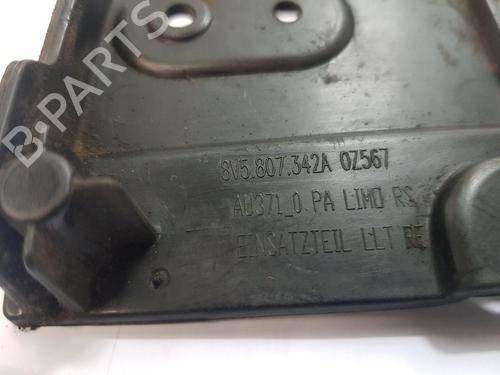 B-PARTS
8V5.807.342A 0Z567
AU371_0 PA LIMO RS
EINSATZTEIL LLT RE